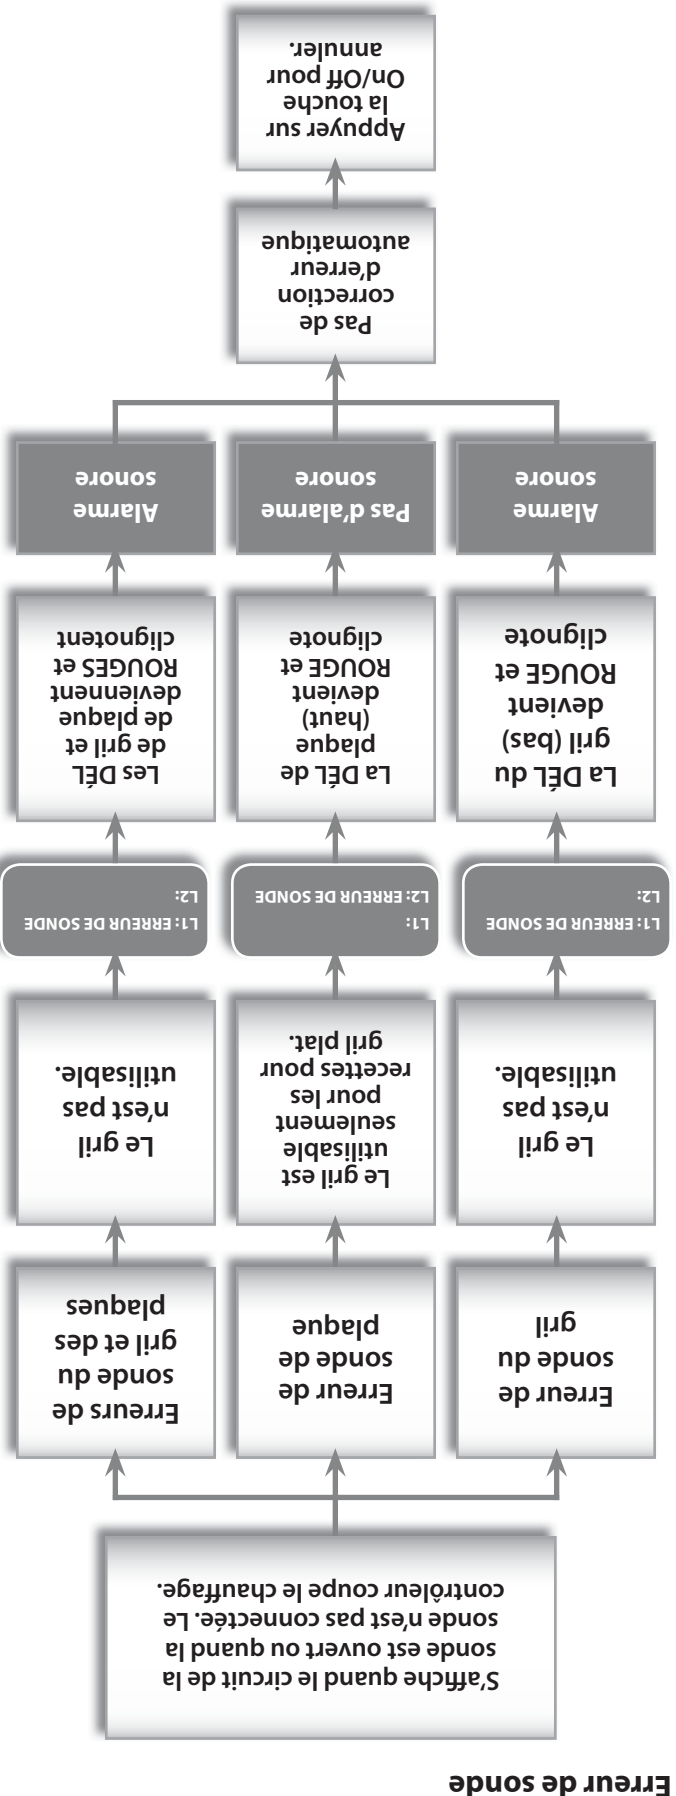 Erreur de sonde
S'affiche quand le circuit de la
sonde est ouvert ou quand la
sonde n'est pas connectée. Le
contrôleur coupe le chauffage.
Erreur de
sonde du
gril
Le gril
n'est pas
utilisable.
L1: ERREUR DE SONDE
L2:
La DÉL du
gril (bas)
devient
ROUGE et
clignote
Alarme
sonore
Erreur de
sonde de
plaque
Le gril est
utilisable
seulement
pour les
recettes pour
gril plat.
L1:
L2: ERREUR DE SONDE
La DÉL de
plaque
(haut)
devient
ROUGE et
clignote
Pas d'alarme
sonore
Erreurs de
sonde du
gril et des
plaques
Le gril
n'est pas
utilisable.
L1: ERREUR DE SONDE
L2:
Les DÉL
de gril et
de plaque
deviennent
ROUGES et
clignotent
Alarme
sonore
Pas de
correction
d'erreur
automatique
Appuyer sur
la touche
On/Off pour
annuler.